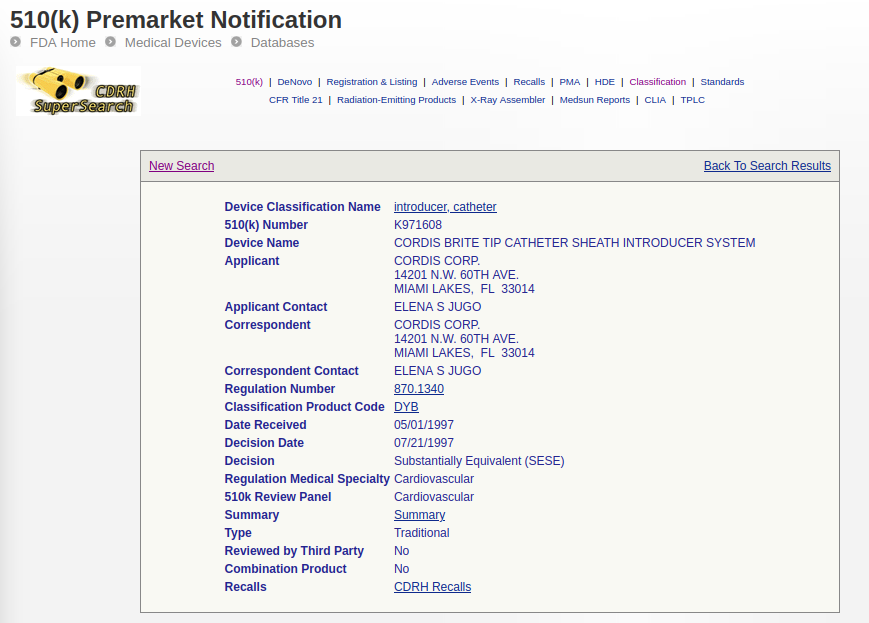 510(k) Premarket Notification
FDA Home Medical Devices Databases
CDRH
SuperSearch
510(k) | DeNovo | Registration & Listing | Adverse Events | Recalls | PMA | HDE | Classification | Standards
CFR Title 21 | Radiation-Emitting Products | X-Ray Assembler | Medsun Reports | CLIA | TPLC
New Search Back To Search Results
Device Classification Name introducer, catheter
510(k) Number K971608
Device Name CORDIS BRITE TIP CATHETER SHEATH INTRODUCER SYSTEM
Applicant CORDIS CORP.
14201 N.W. 60TH AVE.
MIAMI LAKES, FL 33014
Applicant Contact ELENA S JUGO
Correspondent CORDIS CORP.
14201 N.W. 60TH AVE.
MIAMI LAKES, FL 33014
Correspondent Contact ELENA S JUGO
Regulation Number 870.1340
Classification Product Code DYB
Date Received 05/01/1997
Decision Date 07/21/1997
Decision Substantially Equivalent (SESE)
Regulation Medical Specialty Cardiovascular
510k Review Panel Cardiovascular
Summary Summary
Type Traditional
Reviewed by Third Party No
Combination Product No
Recalls CDRH Recalls